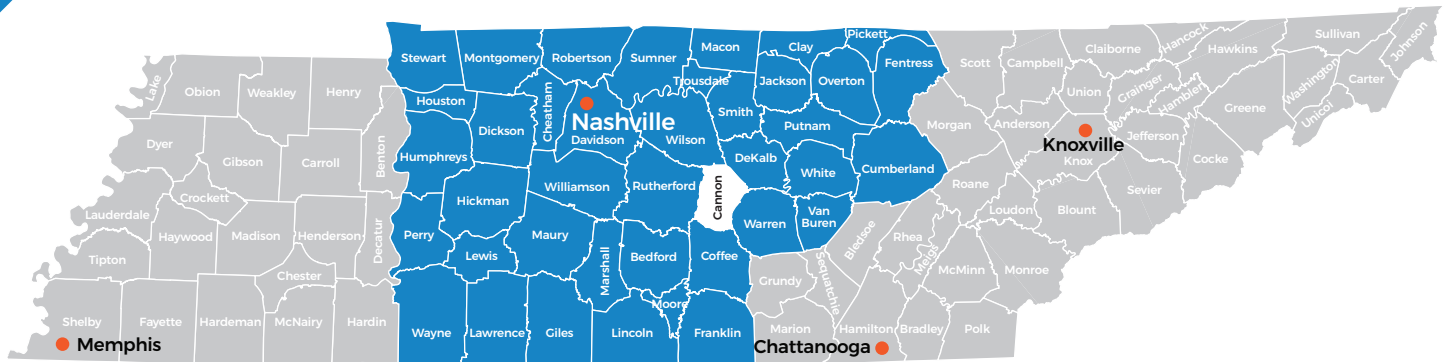 Stewart
Montgomery
Robertson
Sumner
Macon
Clay
Pickett
Fentress
Scott
Campbell
Claiborne
Hancock
Hawkins
Sullivan
Johnson
Lake
Obion
Weakley
Henry
Houston
Dickson
Cheatham
Nashville
Davidson
Wilson
Trousdale
Smith
Jackson
Overton
Putnam
Morgan
Anderson
Union
Grainger
Hamblen
Greene
Washington
Unicoi
Carter
Dyer
Gibson
Carroll
Benton
Humphreys
Hickman
Williamson
Rutherford
Cannon
DeKalb
White
Cumberland
Roane
Knoxville
Knox
Jefferson
Cocke
Sevier
Blount
Loudon
Lauderdale
Crockett
Haywood
Madison
Henderson
Decatur
Perry
Lewis
Maury
Marshall
Bedford
Coffee
Warren
Van
Buren
Bledsoe
Rhea
Meigs
McMinn
Monroe
Tipton
Chester
Grundy
Sequatchie
Shelby
Fayette
Hardeman
McNairy
Hardin
Wayne
Lawrence
Giles
Lincoln
Moore
Franklin
Marion
Hamilton
Bradley
Polk
Memphis
Chattanooga